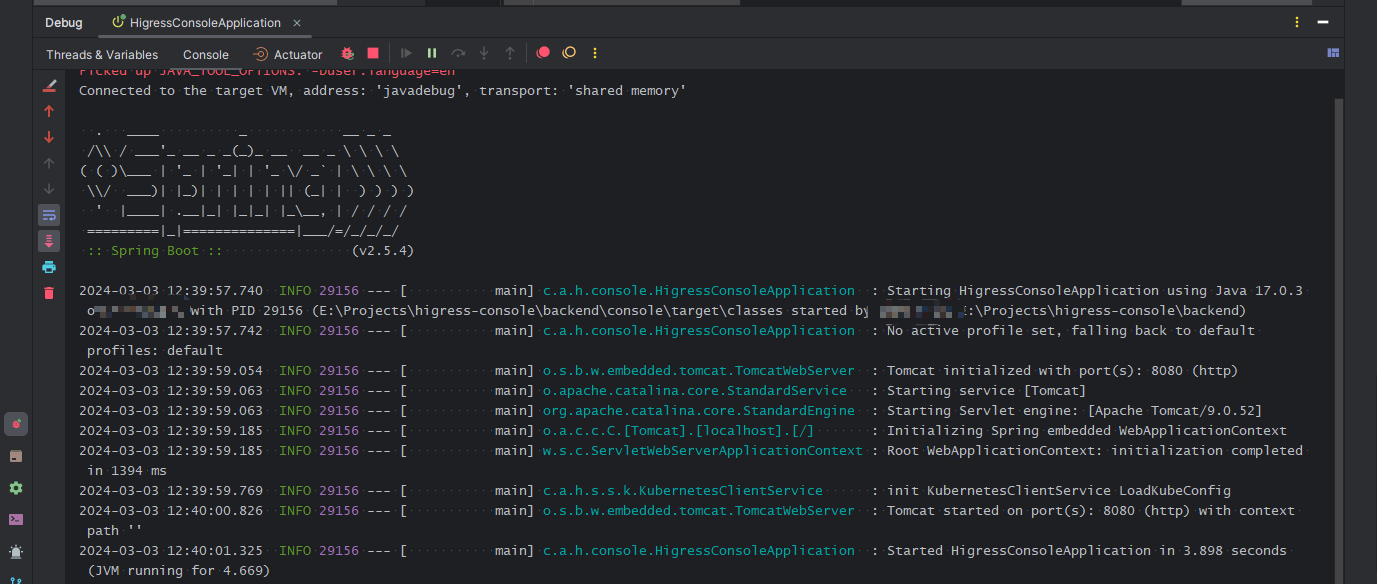 Debug HigressConsoleApplication
Threads & Variables Console Actuator
Picked up JAVA_TOOL_OPTIONS: -Duser.language=en
Connected to the target VM, address: 'javadebug', transport: 'shared memory'
  .   ____          _            __ _ _
 /\\ / ___'_ __ _ _(_)_ __  __ _ \ \ \ \
( ( )\___ | '_ | '_| | '_ \/ _` | \ \ \ \
 \\/  ___)| |_)| | | | | || (_| |  ) ) ) )
  '  |____| .__|_| |_|_| |_\__, | / / / /
 =========|_|==============|___/=/_/_/_/
 :: Spring Boot ::                (v2.5.4)
2024-03-03 12:39:57.740  INFO 29156 --- [           main] c.a.h.console.HigressConsoleApplication  : Starting HigressConsoleApplication using Java 17.0.3
o with PID 29156 (E:\Projects\higress-console\backend\console\target\classes started by :\Projects\higress-console\backend)
2024-03-03 12:39:57.742  INFO 29156 --- [           main] c.a.h.console.HigressConsoleApplication  : No active profile set, falling back to default
profiles: default
2024-03-03 12:39:59.054  INFO 29156 --- [           main] o.s.b.w.embedded.tomcat.TomcatWebServer  : Tomcat initialized with port(s): 8080 (http)
2024-03-03 12:39:59.063  INFO 29156 --- [           main] o.apache.catalina.core.StandardService   : Starting service [Tomcat]
2024-03-03 12:39:59.063  INFO 29156 --- [           main] org.apache.catalina.core.StandardEngine  : Starting Servlet engine: [Apache Tomcat/9.0.52]
2024-03-03 12:39:59.185  INFO 29156 --- [           main] o.a.c.c.C.[Tomcat].[localhost].[/]       : Initializing Spring embedded WebApplicationContext
2024-03-03 12:39:59.185  INFO 29156 --- [           main] w.s.c.ServletWebServerApplicationContext : Root WebApplicationContext: initialization completed
in 1394 ms
2024-03-03 12:39:59.769  INFO 29156 --- [           main] c.a.h.s.s.k.KubernetesClientService      : init KubernetesClientService LoadKubeConfig
2024-03-03 12:40:00.826  INFO 29156 --- [           main] o.s.b.w.embedded.tomcat.TomcatWebServer  : Tomcat started on port(s): 8080 (http) with context
path ''
2024-03-03 12:40:01.325  INFO 29156 --- [           main] c.a.h.console.HigressConsoleApplication  : Started HigressConsoleApplication in 3.898 seconds
(JVM running for 4.669)